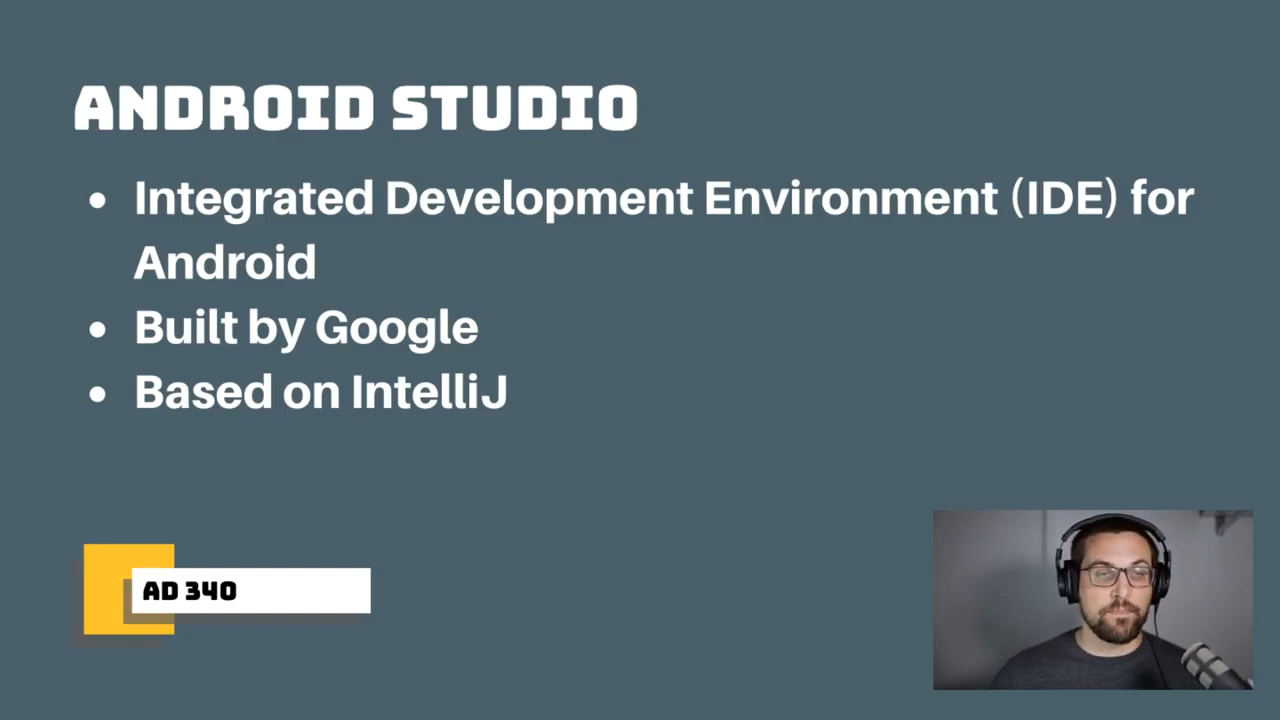 ANDROID STUDIO
• Integrated Development Environment (IDE) for
Android
• Built by Google
• Based on IntelliJ
AD 340